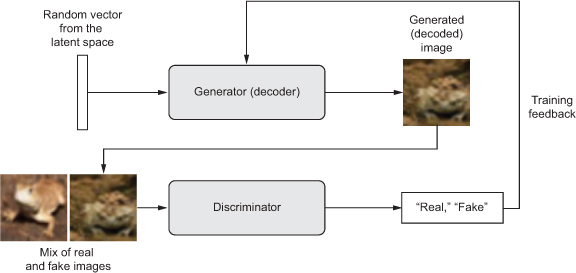 Random vector
from the
latent space
Generator (decoder)
Generated
(decoded)
image
Training
feedback
Mix of real
and fake images
Discriminator
“Real,” “Fake”